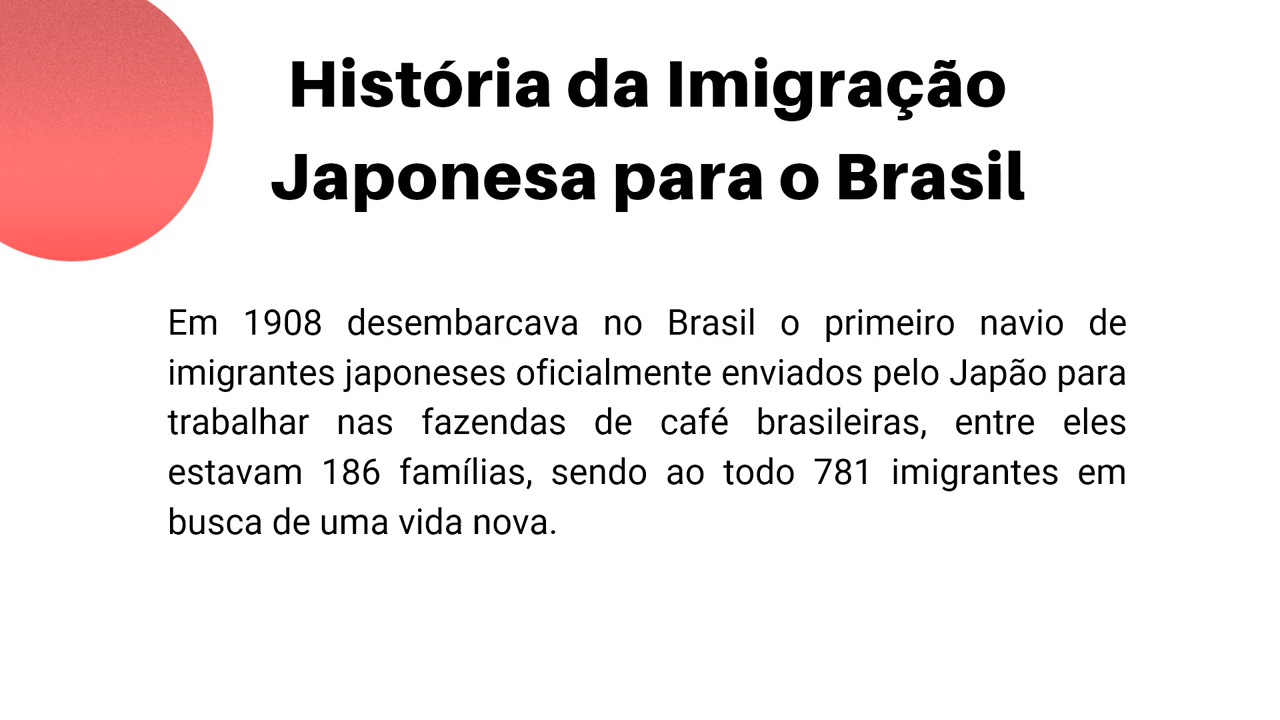 História da Imigração
Japonesa para o Brasil
Em 1908 desembarcava no Brasil o primeiro navio de
imigrantes japoneses oficialmente enviados pelo Japão para
trabalhar nas fazendas de café brasileiras, entre eles
estavam 186 famílias, sendo ao todo 781 imigrantes em
busca de uma vida nova.